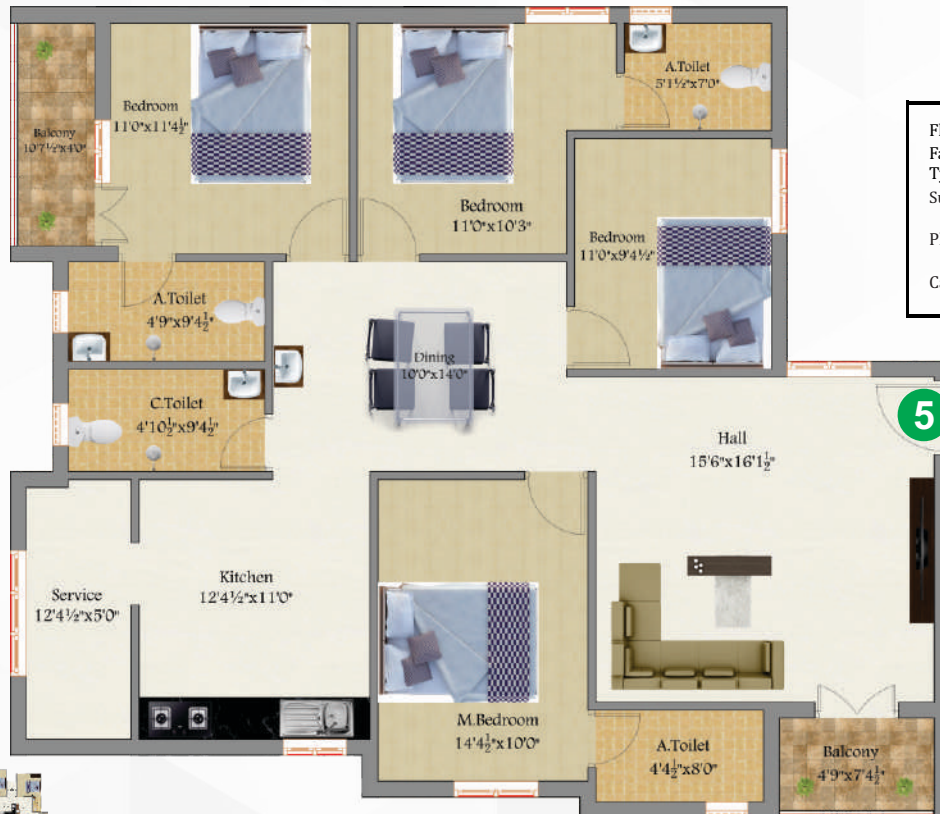 Balcony
10'7½"x4'0"
Bedroom
11'0"x11'4½"
Bedroom
11'0"x10'3"
A.Toilet
5'1½"x7'0"
Bedroom
11'0"x9'4½"
A.Toilet
4'9"x9'4½"
C.Toilet
4'10½"x9'4½"
Dining
10'0"x14'0"
Hall
15'6"x16'1½"
5
Service
12'4½"x5'0"
Kitchen
12'4½"x11'0"
M.Bedroom
14'4½"x10'0"
A.Toilet
4'4½"x8'0"
Balcony
4'9"x7'4½"